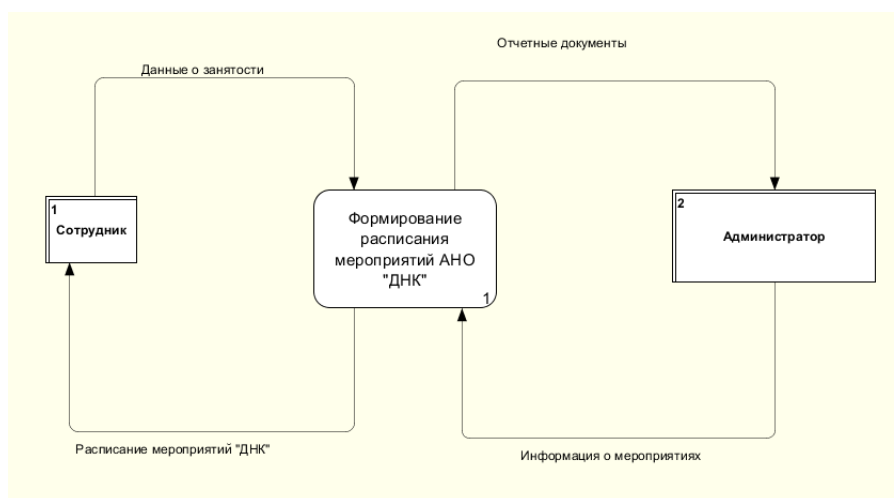 Отчетные документы
Данные о занятости
1
Сотрудник
Формирование
расписания
мероприятий АНО
"ДНК"
1
2
Администратор
Расписание мероприятий "ДНК"
Информация о мероприятиях